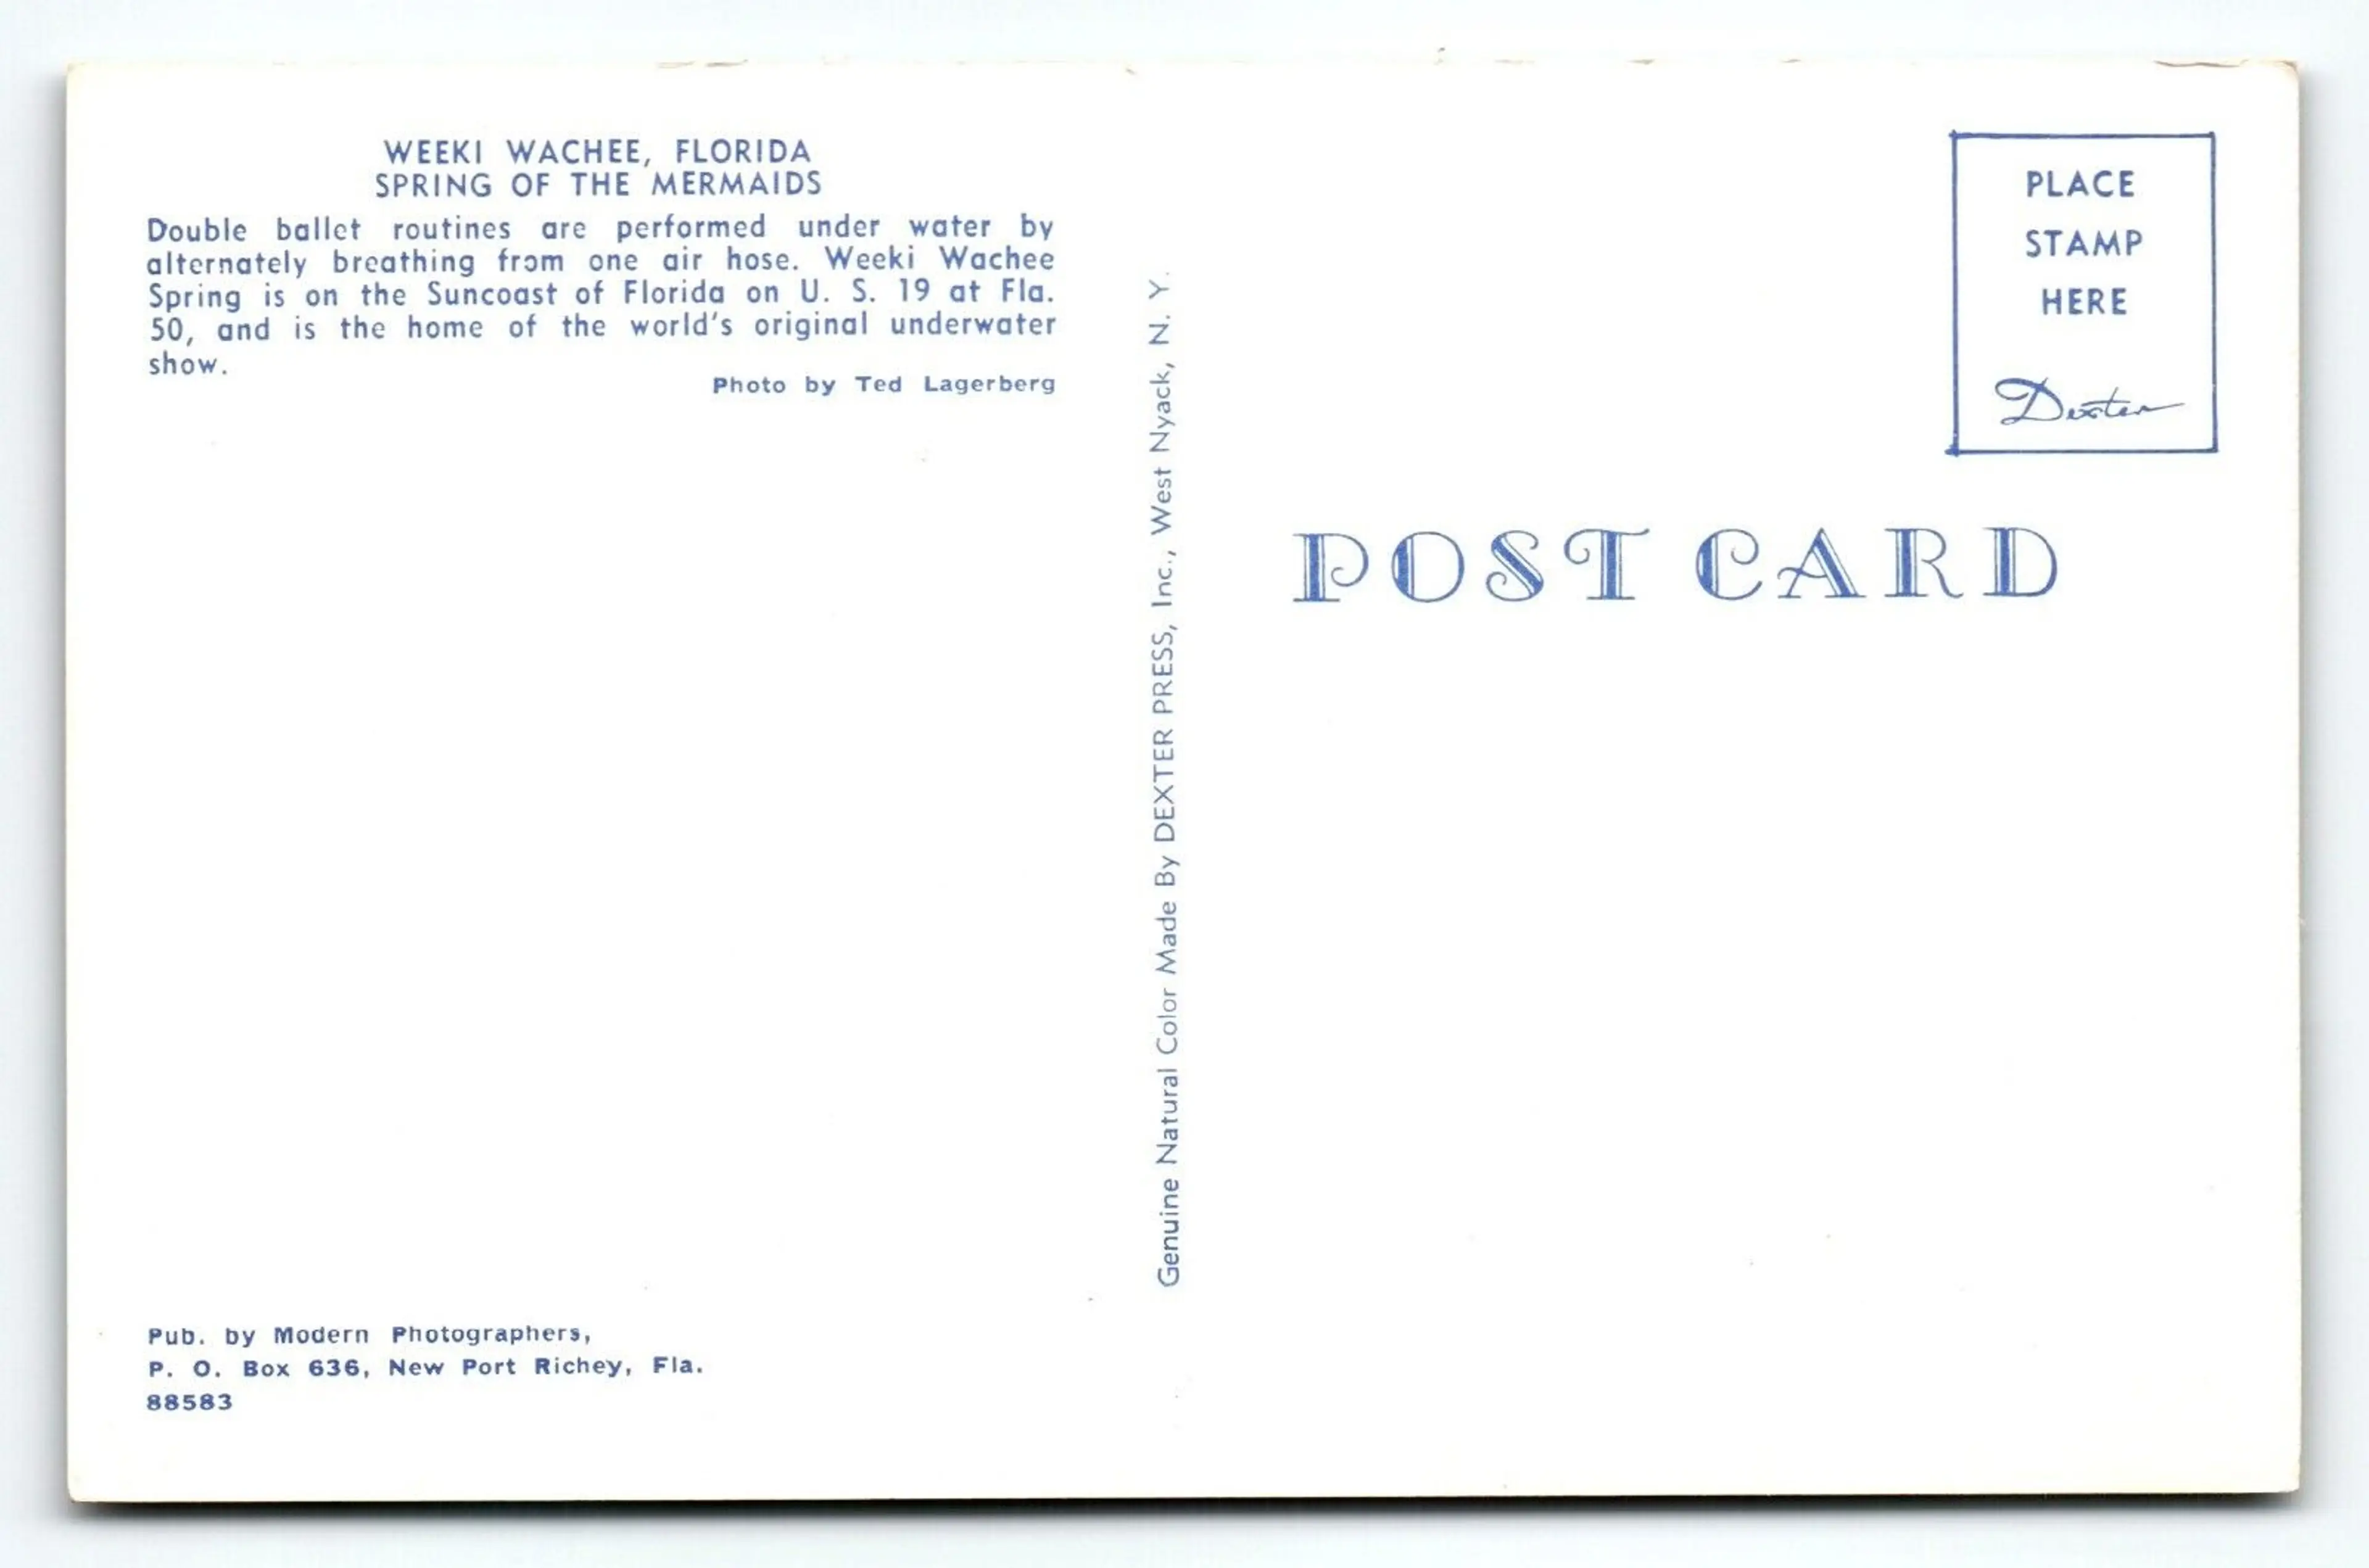 WEEKI WACHEE, FLORIDA
SPRING OF THE MERMAIDS
Double ballet routines are performed under water by
alternately breathing from one air hose. Weeki Wachee
Spring is on the Suncoast of Florida on U. S. 19 at Fla.
50, and is the home of the world's original underwater
show.
Photo by Ted Lagerberg
Pub. by Modern Photographers,
P. O. Box 636, New Port Richey, Fla.
88583
Genuine Natural Color Made By DEXTER PRESS, Inc., West Nyack, N. Y.
PLACE
STAMP
HERE
Dexter
POST CARD